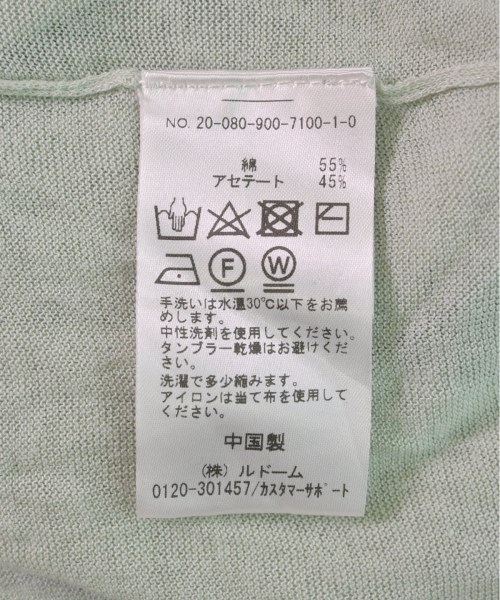 NO. 20-080-900-7100-1-0
綿 55%
アセテート 45%
F W
手洗いは水温30℃以下をお薦
めします。
中性洗剤を使用してください。
タンブラー乾燥はお避けくだ
さい。
洗濯で多少縮みます。
アイロンは当て布を使用して
ください。
中国製
(株)ルドーム
0120-301457/カスタマーサポート